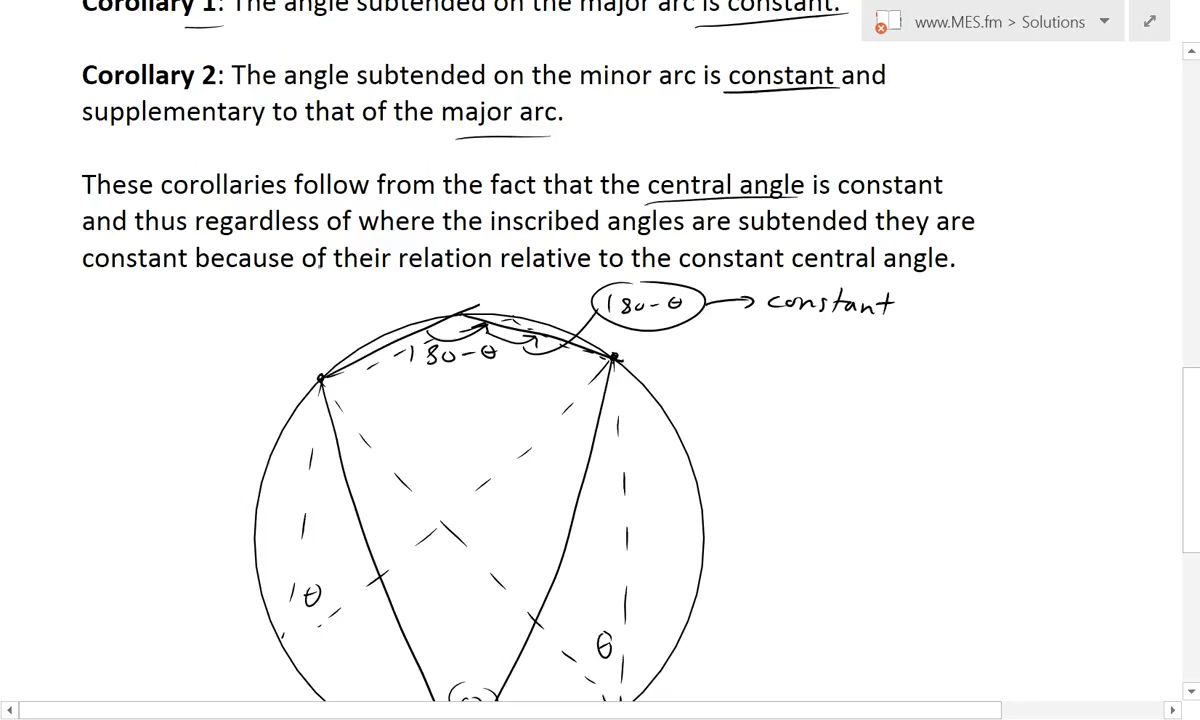 Corollary 1: The angle subtended on the major arc is constant.
www.MES.fm > Solutions
Corollary 2: The angle subtended on the minor arc is constant and
supplementary to that of the major arc.
These corollaries follow from the fact that the central angle is constant
and thus regardless of where the inscribed angles are subtended they are
constant because of their relation relative to the constant central angle.
180-θ → constant
180-θ
θ
θ